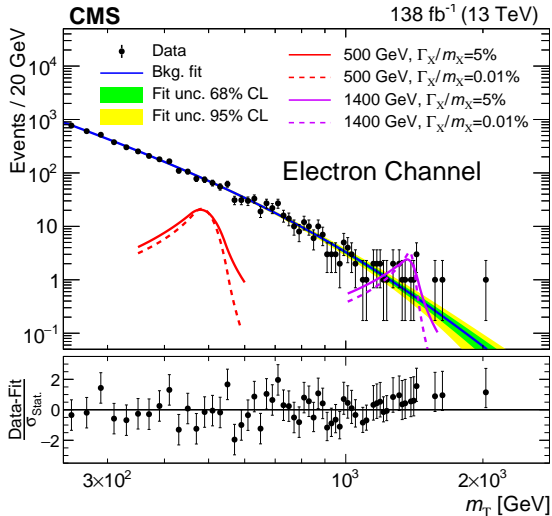 CMS 138 fb⁻¹ (13 TeV)
Events / 20 GeV
10⁴
10³
10²
10
1
10⁻¹
Data
Bkg. fit
Fit unc. 68% CL
Fit unc. 95% CL
500 GeV, Γ_X/m_X=5%
500 GeV, Γ_X/m_X=0.01%
1400 GeV, Γ_X/m_X=5%
1400 GeV, Γ_X/m_X=0.01%
Electron Channel
Data-Fit
σ_Stat.
2
0
−2
3×10² 10³ 2×10³
m_T [GeV]